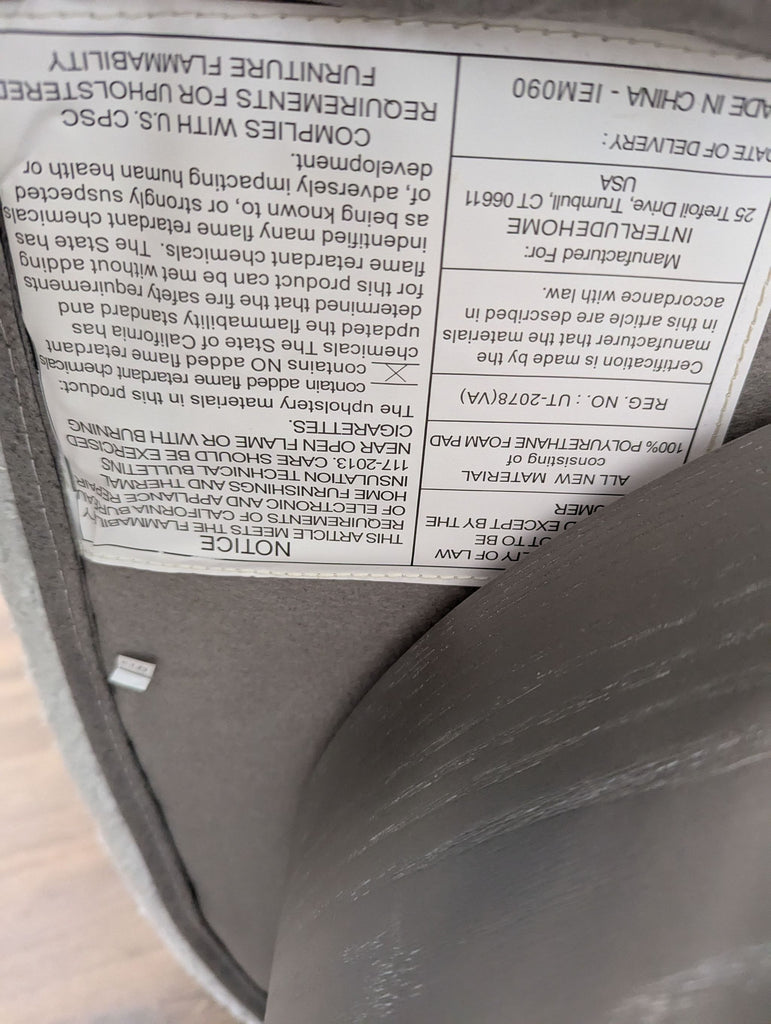 LTY OF LAW
OT TO BE
D EXCEPT BY THE
OMER
ALL NEW MATERIAL
consisting of
100% POLYURETHANE FOAM PAD
REG. NO. : UT-2078(VA)
Certification is made by the
manufacturer that the materials
in this article are described in
accordance with law.
Manufactured For:
INTERLUDEHOME
25 Trefoil Drive, Trumbull, CT 06611
USA
DATE OF DELIVERY :
ADE IN CHINA - IEM090
NOTICE
THIS ARTICLE MEETS THE FLAMMABILITY
REQUIREMENTS OF CALIFORNIA BUREAU
OF ELECTRONIC AND APPLIANCE REPAIR
HOME FURNISHINGS AND THERMAL
INSULATION TECHNICAL BULLETING
117-2013. CARE SHOULD BE EXERCISED
NEAR OPEN FLAME OR WITH BURNING
CIGARETTES.
The upholstery materials in this product:
contain added flame retardant chemicals
X contains NO added flame retardant
chemicals The State of California has
updated the flammability standard and
determined that the fire safety requirements
for this product can be met without adding
flame retardant chemicals. The State has
indentified many flame retardant chemicals
as being known to, or strongly suspected
of, adversely impacting human health or
development.
COMPLIES WITH U.S. CPSC
REQUIREMENTS FOR UPHOLSTERED
FURNITURE FLAMMABILITY